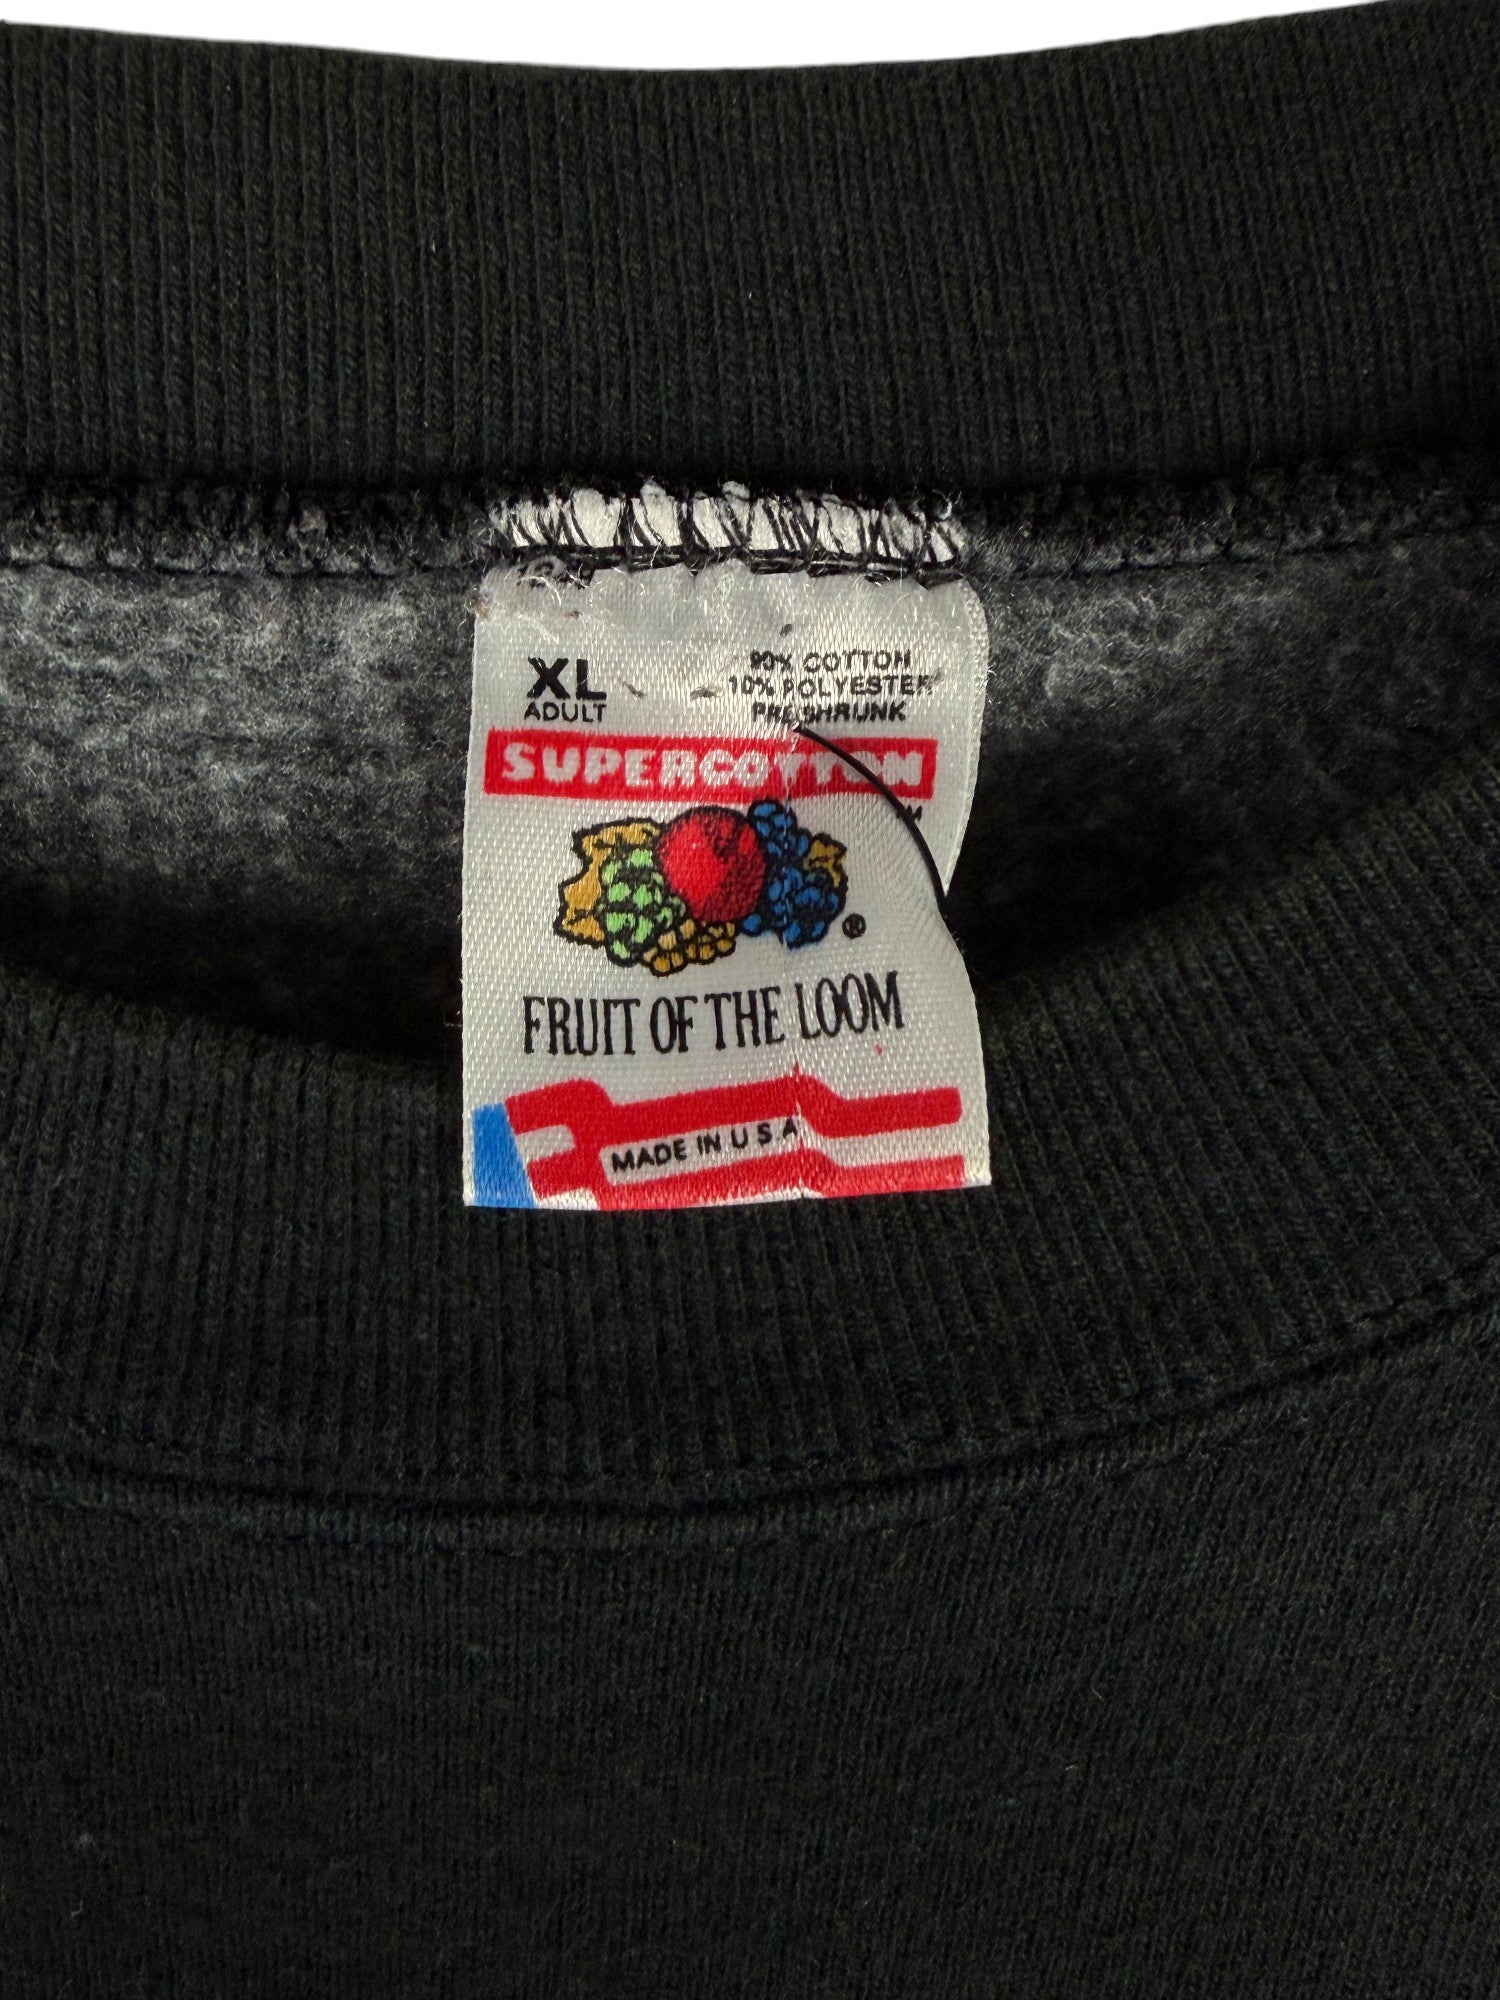 XL
ADULT
90% COTTON
10% POLYESTER
PRESHRUNK
SUPERCOTTON
®
FRUIT OF THE LOOM
MADE IN U S A